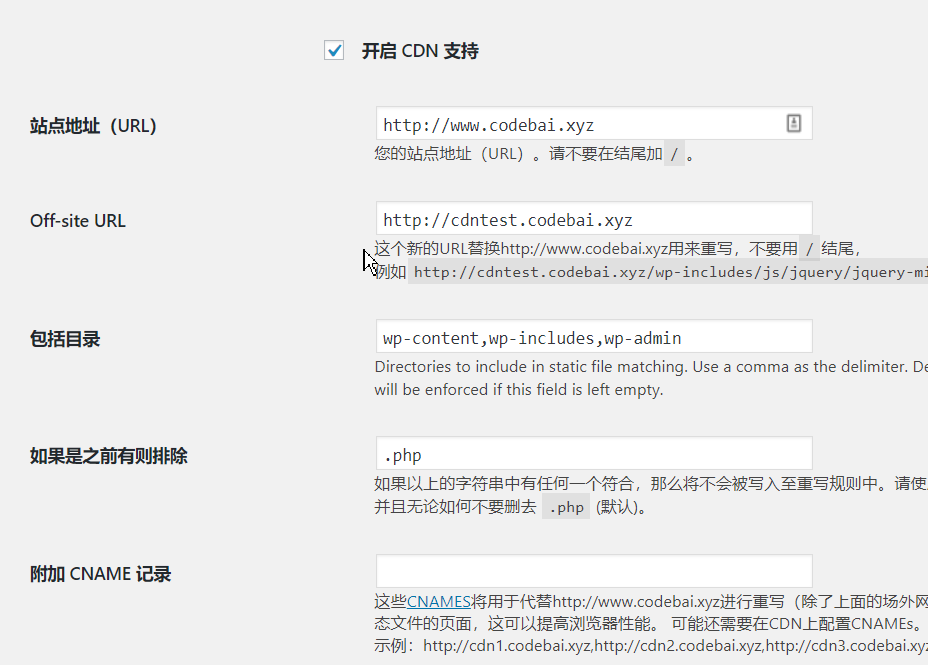 开启 CDN 支持
站点地址（URL）
http://www.codebai.xyz
您的站点地址（URL）。请不要在结尾加 / 。
Off-site URL
http://cdntest.codebai.xyz
这个新的URL替换http://www.codebai.xyz用来重写，不要用 / 结尾，
例如 http://cdntest.codebai.xyz/wp-includes/js/jquery/jquery-mi
包括目录
wp-content,wp-includes,wp-admin
Directories to include in static file matching. Use a comma as the delimiter. De
will be enforced if this field is left empty.
如果是之前有则排除
.php
如果以上的字符串中有任何一个符合，那么将不会被写入至重写规则中。请使
并且无论如何不要删去 .php (默认)。
附加 CNAME 记录
这些CNAMES将用于代替http://www.codebai.xyz进行重写（除了上面的场外网
态文件的页面，这可以提高浏览器性能。 可能还需要在CDN上配置CNAMEs。
示例：http://cdn1.codebai.xyz,http://cdn2.codebai.xyz,http://cdn3.codebai.xyz